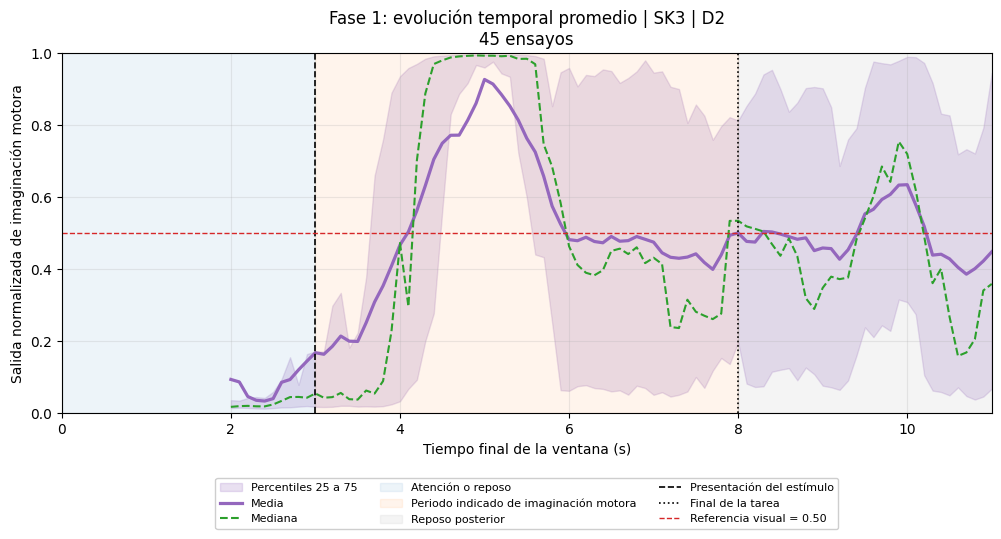 Fase 1: evolución temporal promedio | SK3 | D2
45 ensayos
Salida normalizada de imaginación motora
1.0
0.8
0.6
0.4
0.2
0.0
0
2
4
6
8
10
Tiempo final de la ventana (s)
Percentiles 25 a 75
Media
Mediana
Atención o reposo
Periodo indicado de imaginación motora
Reposo posterior
Presentación del estímulo
Final de la tarea
Referencia visual = 0.50